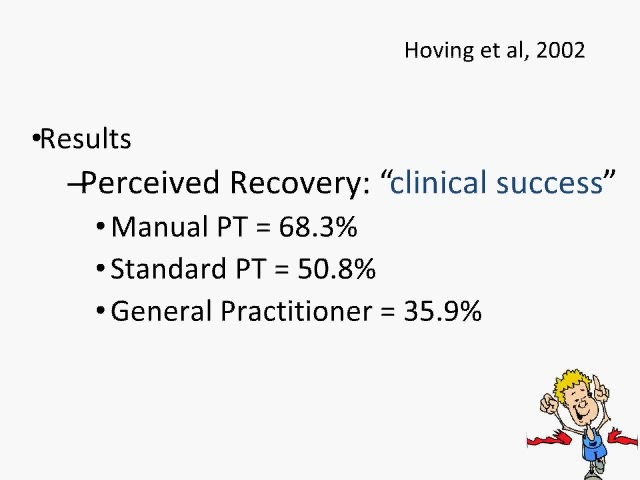 Hoving et al, 2002
•Results
–Perceived Recovery: “clinical success”
• Manual PT = 68.3%
• Standard PT = 50.8%
• General Practitioner = 35.9%